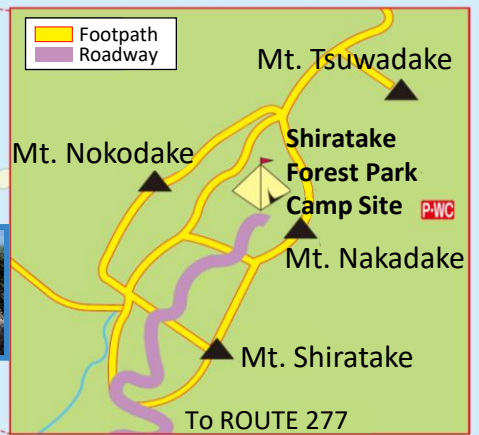 Footpath
Roadway
Mt. Tsuwadake
Mt. Nokodake
Shiratake
Forest Park
Camp Site
P·WC
Mt. Nakadake
Mt. Shiratake
To ROUTE 277